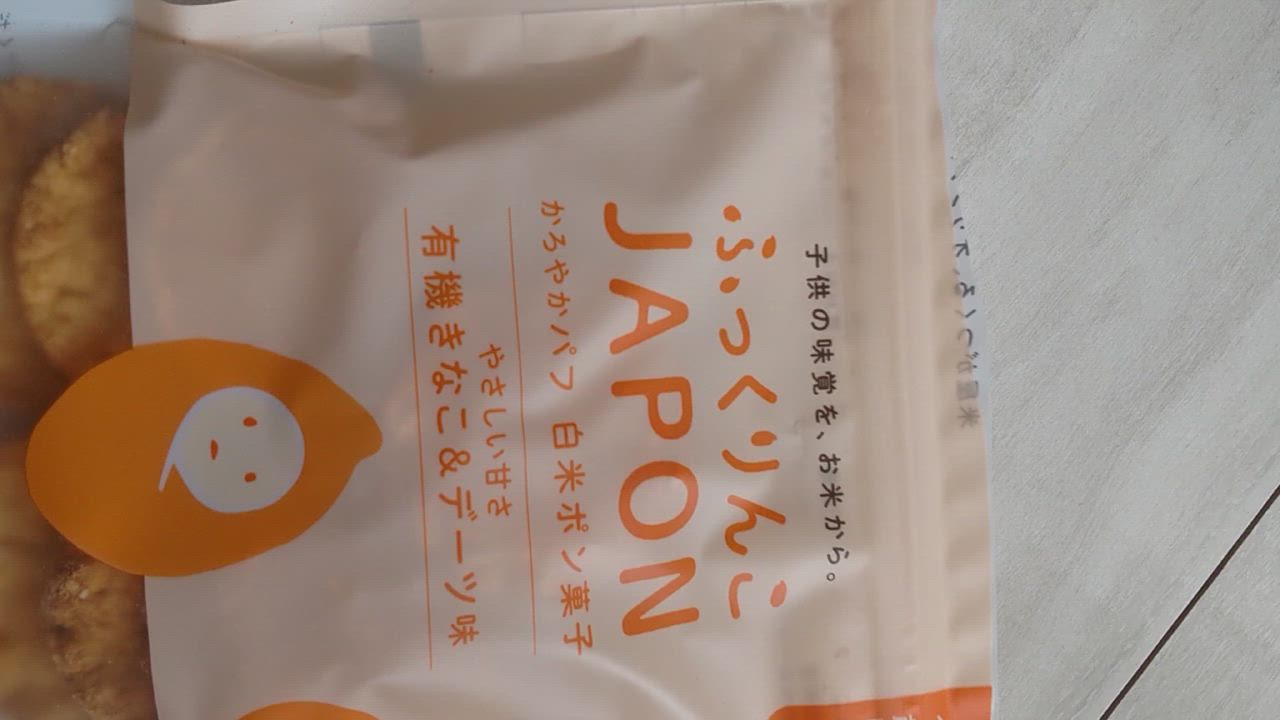 子供の味覚を、お米から。
ふっくりんこ
JAPON
かろやかパフ 白米ポン菓子
やさしい甘さ
有機きなこ&デーツ味